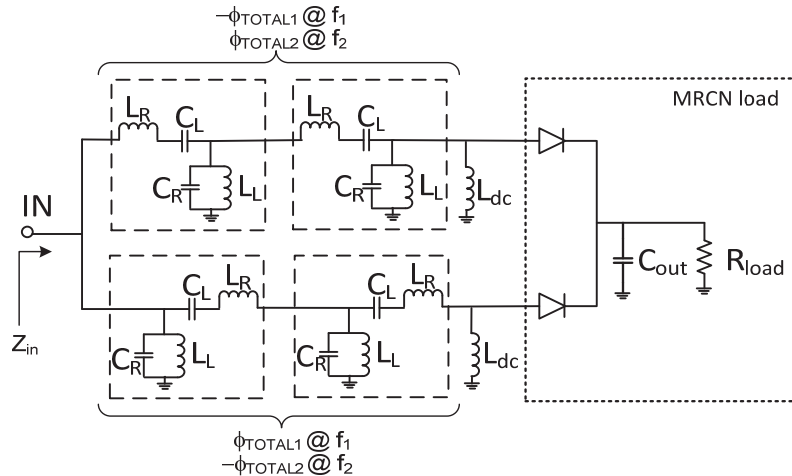 −ϕTOTAL1 @ f1
ϕTOTAL2 @ f2
MRCN load
LR
CL
LR
CL
CR
LL
CR
LL
Ldc
IN
Zin
Cout
Rload
CL
LR
CL
LR
CR
LL
CR
LL
Ldc
ϕTOTAL1 @ f1
−ϕTOTAL2 @ f2